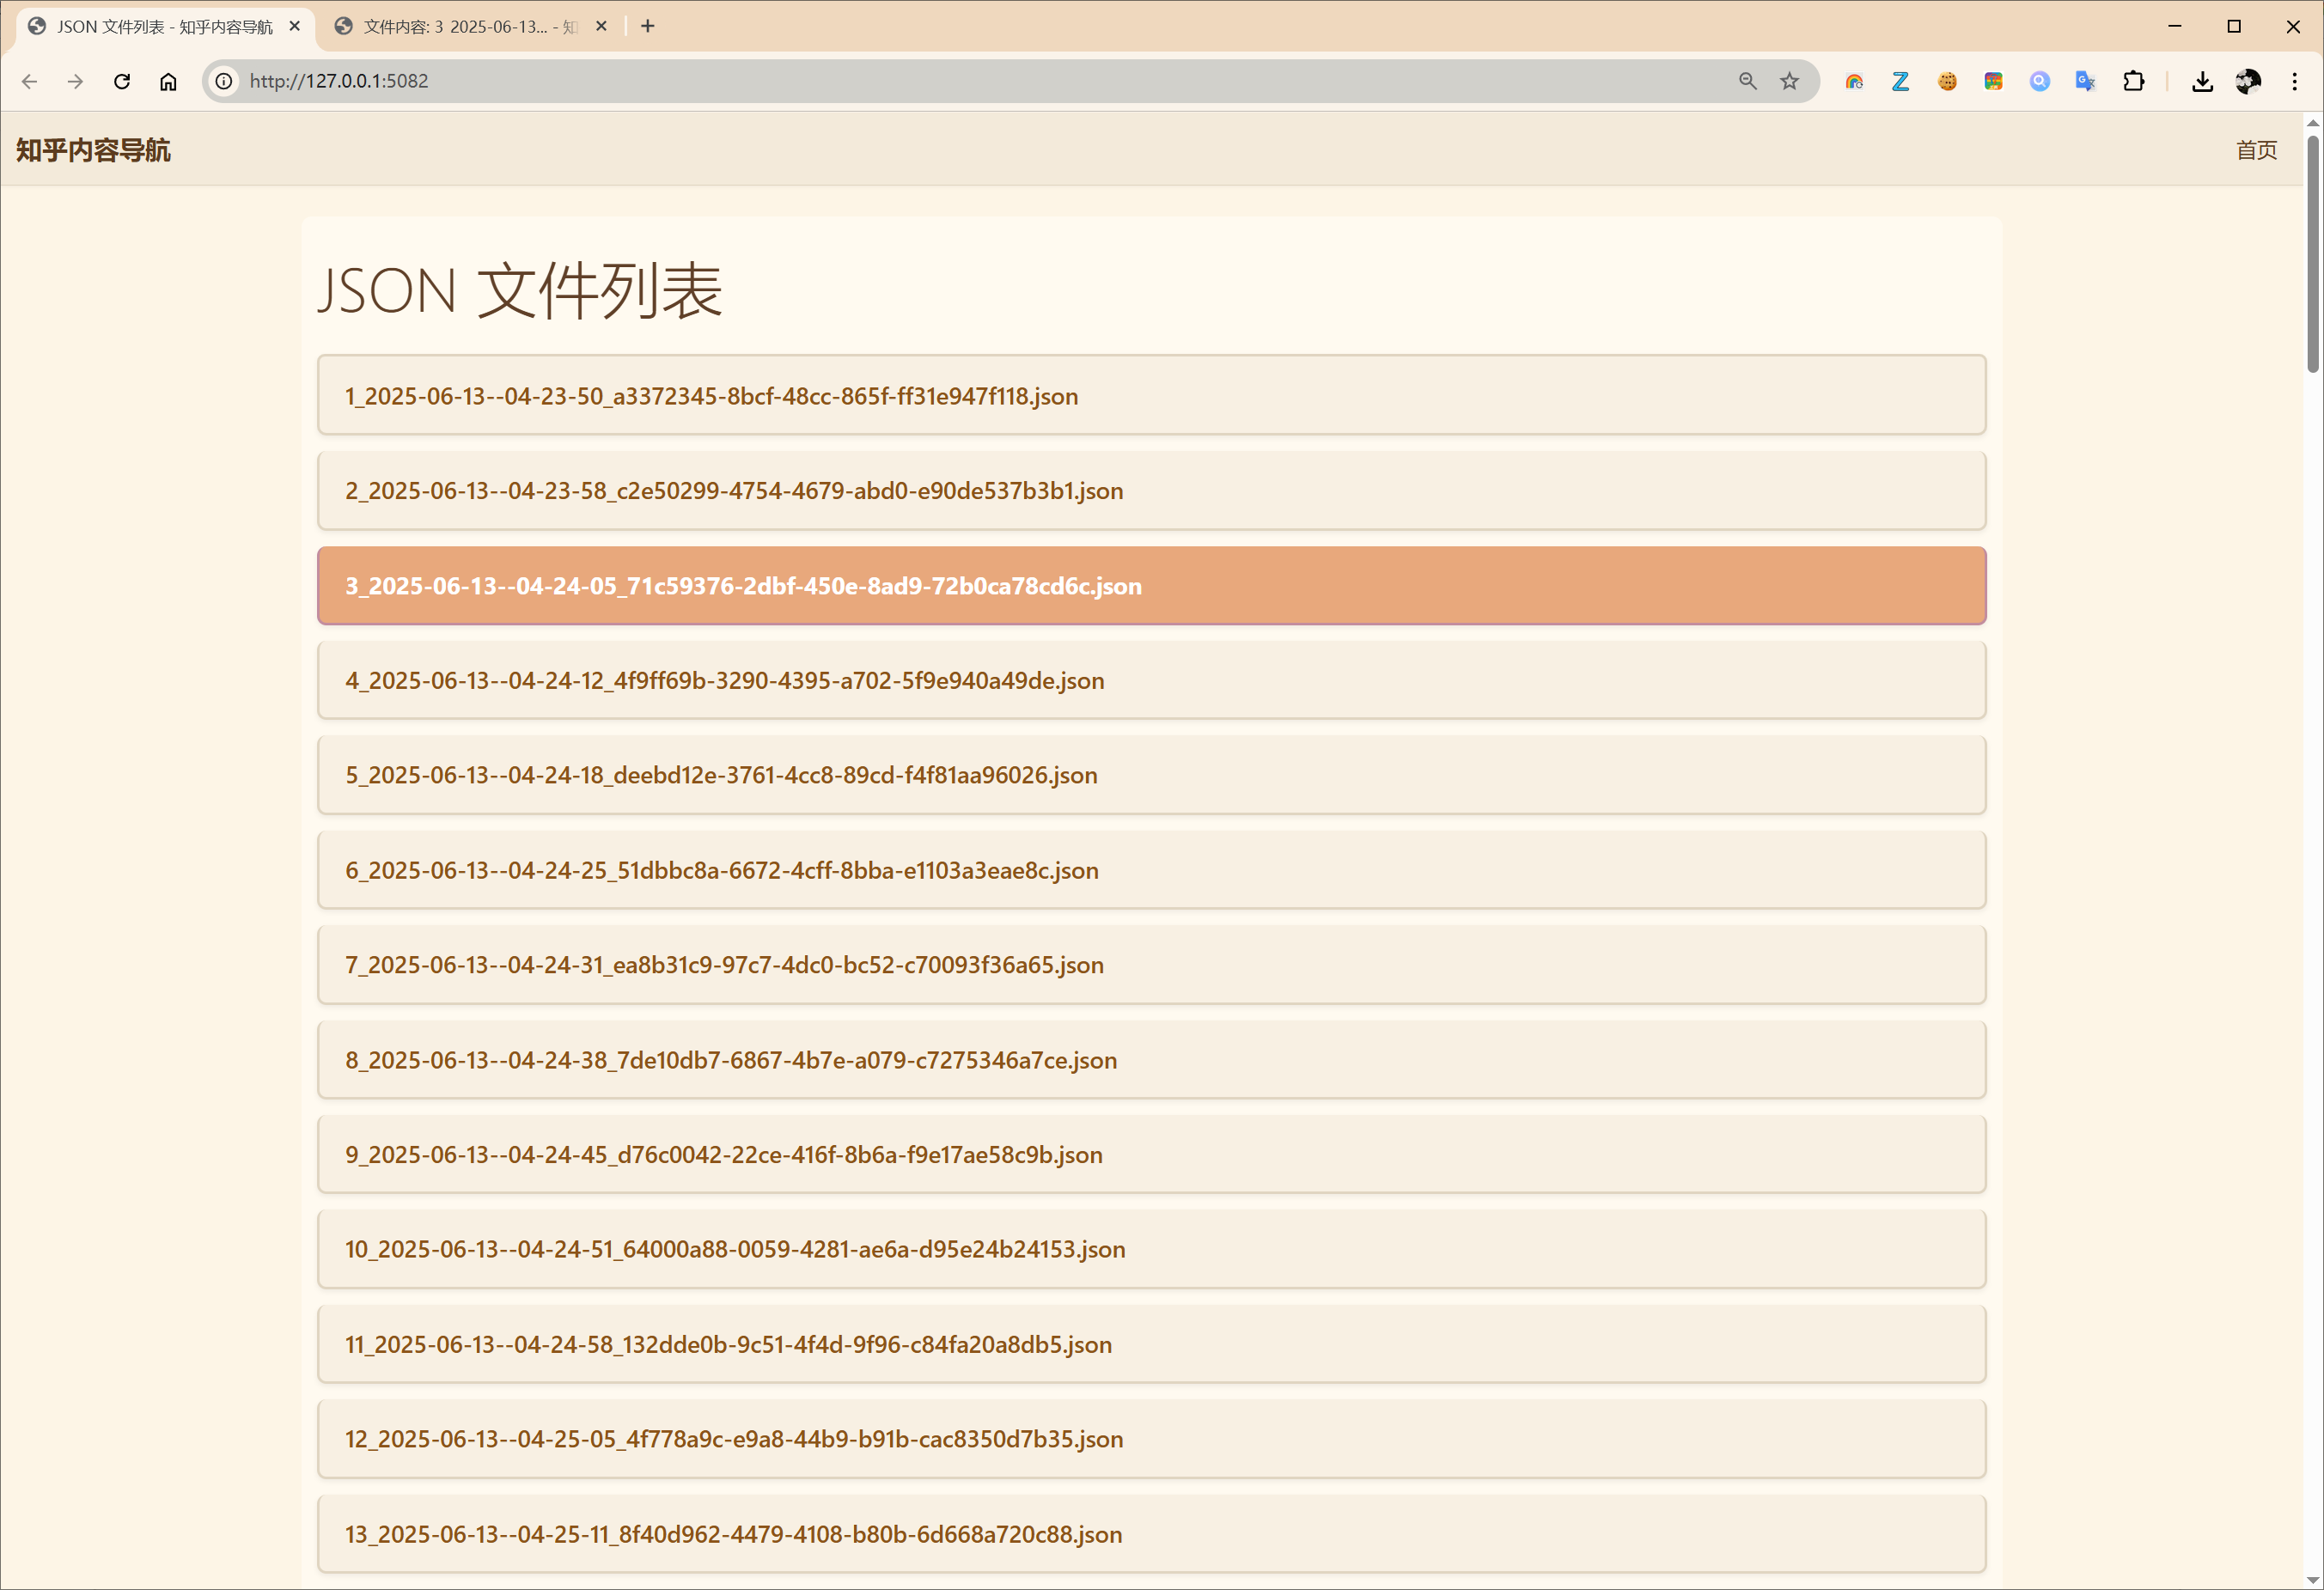 JSON 文件列表 - 知乎内容导航
文件内容: 3_2025-06-13... - 知
http://127.0.0.1:5082
知乎内容导航
首页
JSON 文件列表
1_2025-06-13--04-23-50_a3372345-8bcf-48cc-865f-ff31e947f118.json
2_2025-06-13--04-23-58_c2e50299-4754-4679-abd0-e90de537b3b1.json
3_2025-06-13--04-24-05_71c59376-2dbf-450e-8ad9-72b0ca78cd6c.json
4_2025-06-13--04-24-12_4f9ff69b-3290-4395-a702-5f9e940a49de.json
5_2025-06-13--04-24-18_deebd12e-3761-4cc8-89cd-f4f81aa96026.json
6_2025-06-13--04-24-25_51dbbc8a-6672-4cff-8bba-e1103a3eae8c.json
7_2025-06-13--04-24-31_ea8b31c9-97c7-4dc0-bc52-c70093f36a65.json
8_2025-06-13--04-24-38_7de10db7-6867-4b7e-a079-c7275346a7ce.json
9_2025-06-13--04-24-45_d76c0042-22ce-416f-8b6a-f9e17ae58c9b.json
10_2025-06-13--04-24-51_64000a88-0059-4281-ae6a-d95e24b24153.json
11_2025-06-13--04-24-58_132dde0b-9c51-4f4d-9f96-c84fa20a8db5.json
12_2025-06-13--04-25-05_4f778a9c-e9a8-44b9-b91b-cac8350d7b35.json
13_2025-06-13--04-25-11_8f40d962-4479-4108-b80b-6d668a720c88.json